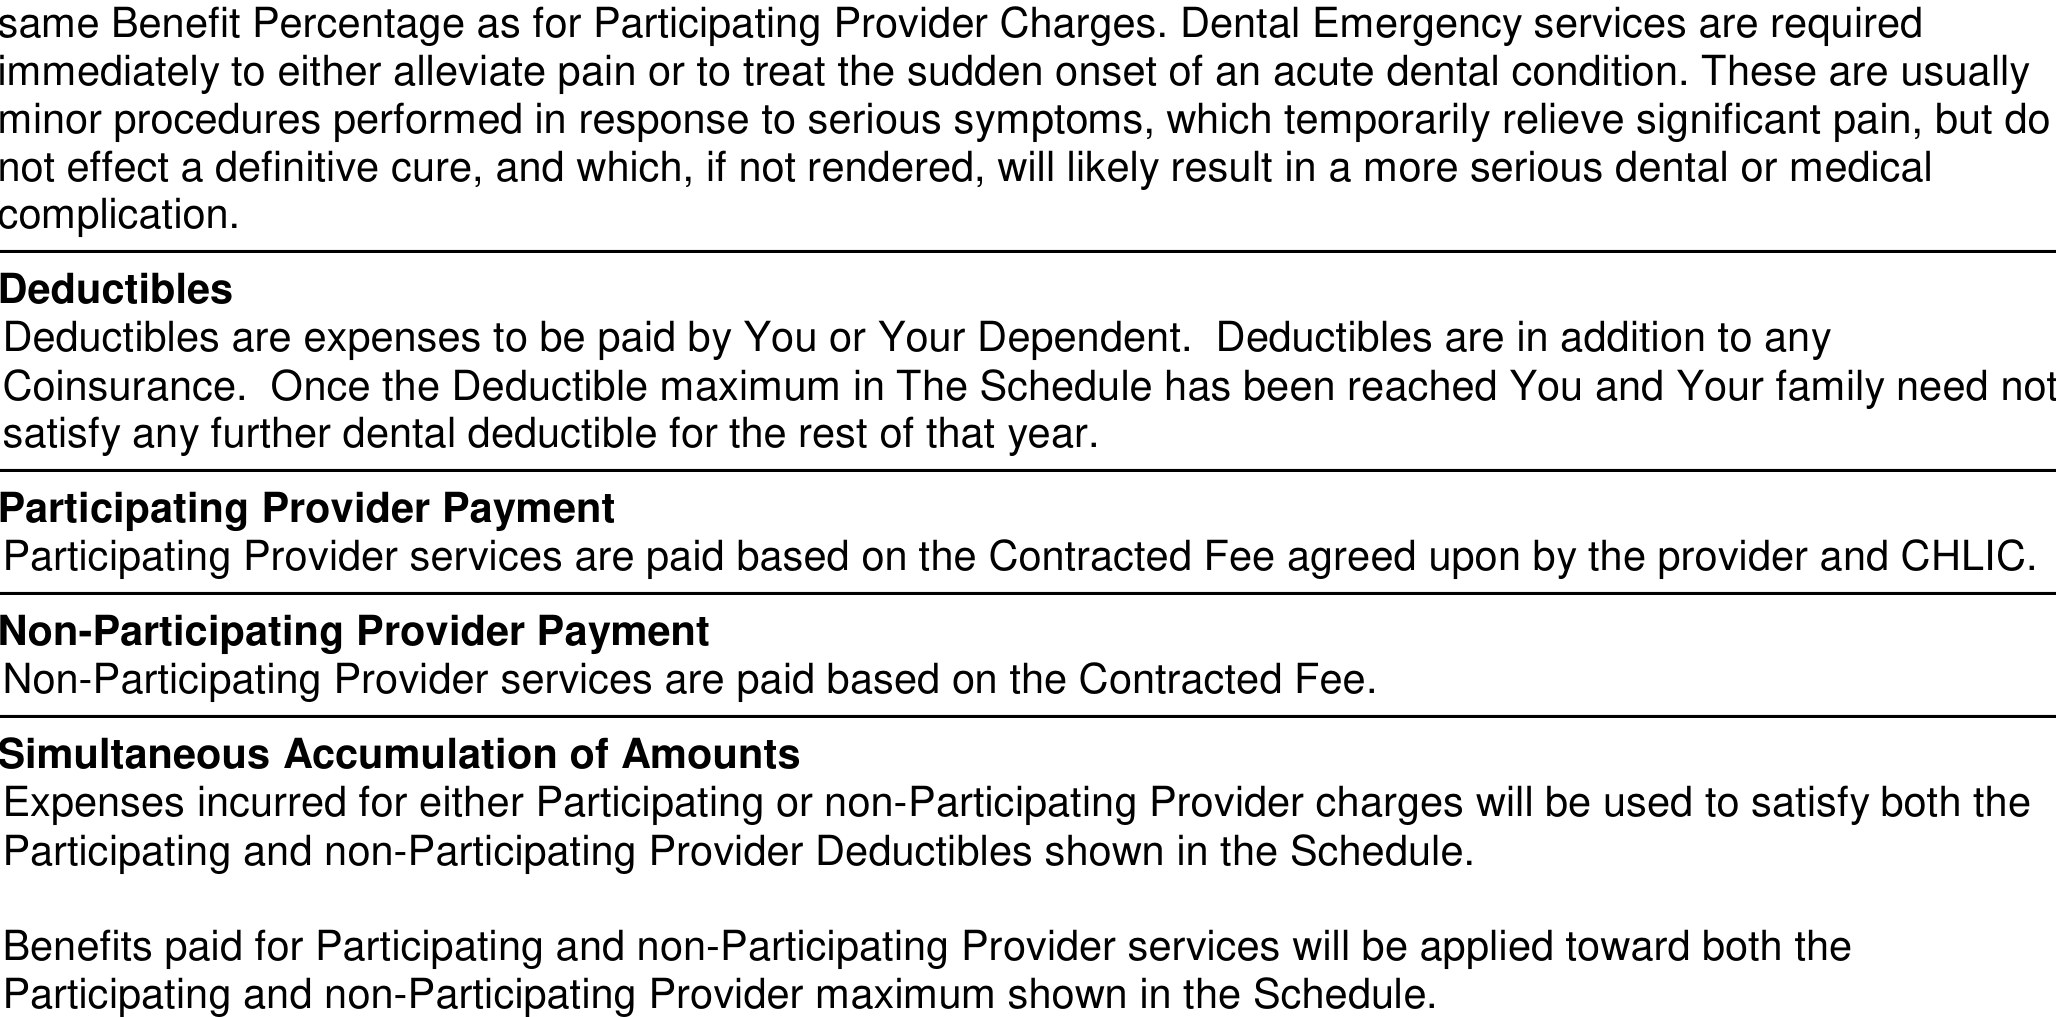 same Benefit Percentage as for Participating Provider Charges. Dental Emergency services are required
immediately to either alleviate pain or to treat the sudden onset of an acute dental condition. These are usually
minor procedures performed in response to serious symptoms, which temporarily relieve significant pain, but do
not effect a definitive cure, and which, if not rendered, will likely result in a more serious dental or medical
complication.
Deductibles
Deductibles are expenses to be paid by You or Your Dependent.  Deductibles are in addition to any
Coinsurance.  Once the Deductible maximum in The Schedule has been reached You and Your family need not
satisfy any further dental deductible for the rest of that year.
Participating Provider Payment
Participating Provider services are paid based on the Contracted Fee agreed upon by the provider and CHLIC.
Non-Participating Provider Payment
Non-Participating Provider services are paid based on the Contracted Fee.
Simultaneous Accumulation of Amounts
Expenses incurred for either Participating or non-Participating Provider charges will be used to satisfy both the
Participating and non-Participating Provider Deductibles shown in the Schedule.
Benefits paid for Participating and non-Participating Provider services will be applied toward both the
Participating and non-Participating Provider maximum shown in the Schedule.